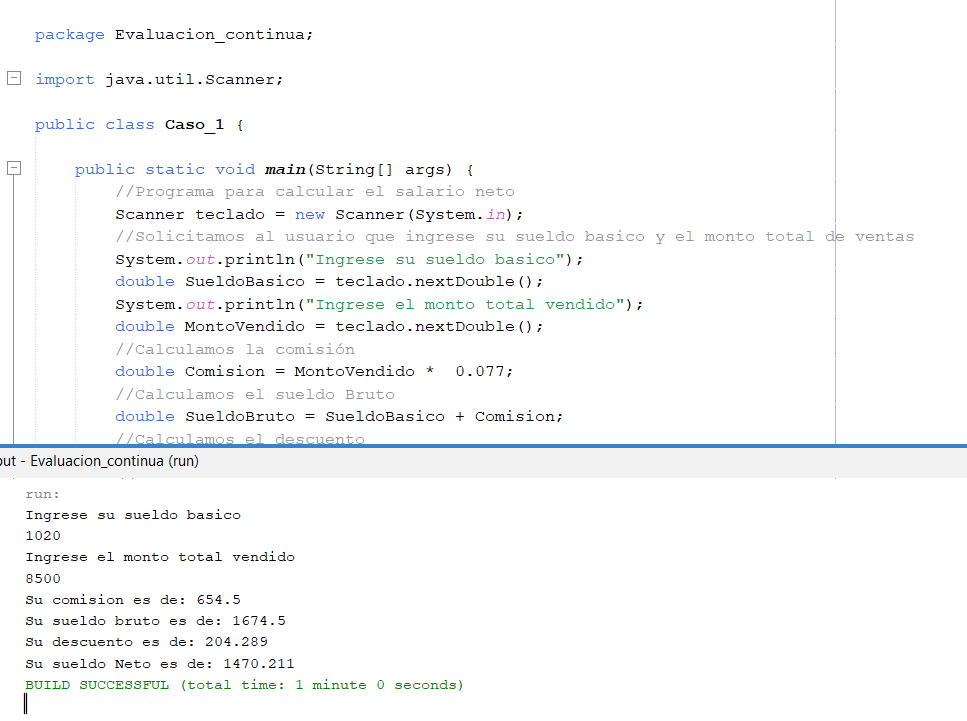 package Evaluacion_continua;
import java.util.Scanner;
public class Caso_1 {
public static void main(String[] args) {
//Programa para calcular el salario neto
Scanner teclado = new Scanner(System.in);
//Solicitamos al usuario que ingrese su sueldo basico y el monto total de ventas
System.out.println("Ingrese su sueldo basico");
double SueldoBasico = teclado.nextDouble();
System.out.println("Ingrese el monto total vendido");
double MontoVendido = teclado.nextDouble();
//Calculamos la comisión
double Comision = MontoVendido *  0.077;
//Calculamos el sueldo Bruto
double SueldoBruto = SueldoBasico + Comision;
//Calculamos el descuento
out - Evaluacion_continua (run)
run:
Ingrese su sueldo basico
1020
Ingrese el monto total vendido
8500
Su comision es de: 654.5
Su sueldo bruto es de: 1674.5
Su descuento es de: 204.289
Su sueldo Neto es de: 1470.211
BUILD SUCCESSFUL (total time: 1 minute 0 seconds)